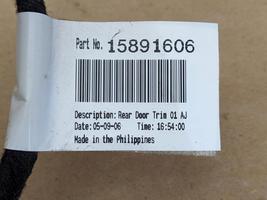 Part No. 15891606
Description: Rear Door Trim 01 AJ
Date: 05-09-06 Time: 16:54:00
Made in the Philippines